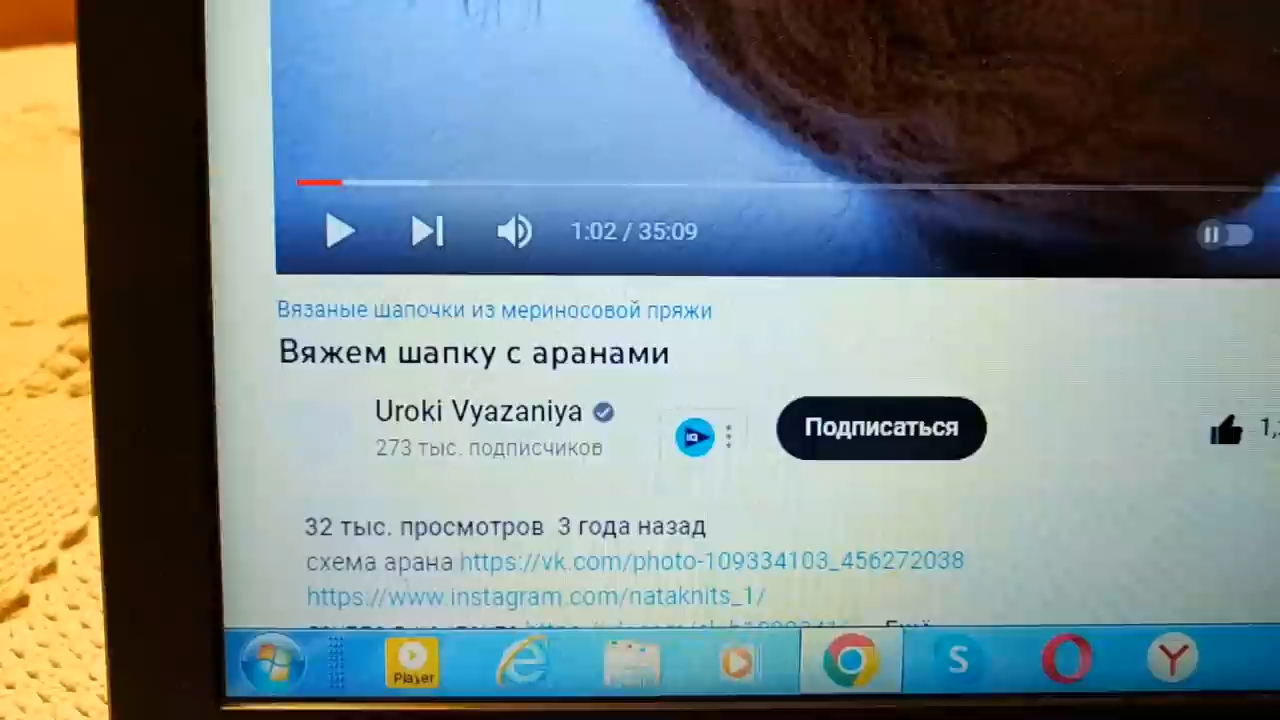 1:02 / 35:09
Вязаные шапочки из мериносовой пряжи
Вяжем шапку с аранами
Uroki Vyazaniya
273 тыс. подписчиков
Подписаться
32 тыс. просмотров 3 года назад
схема арана https://vk.com/photo-109334103_456272038
https://www.instagram.com/nataknits_1/
Player